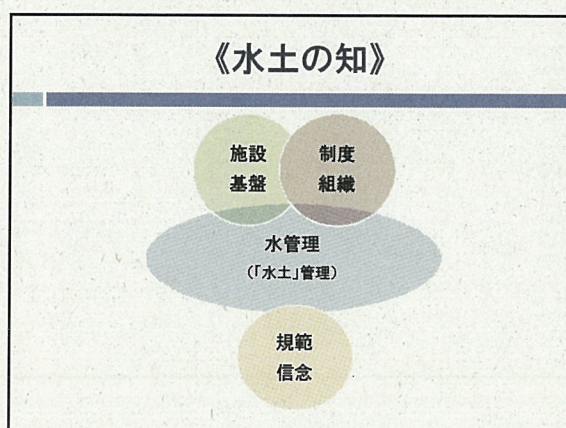 《水土の知》
施設
基盤
制度
組織
水管理
(「水土」管理)
規範
信念